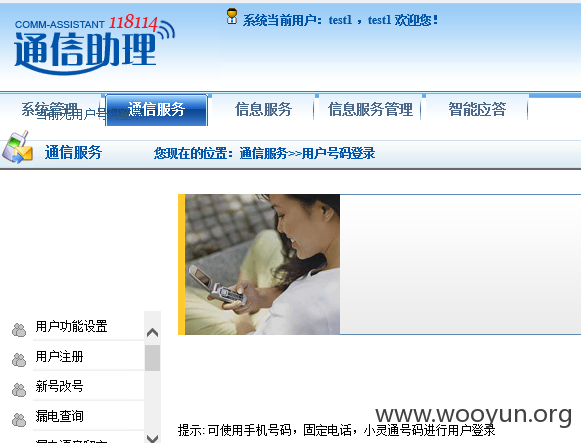 COMM-ASSISTANT 118114
通信助理
系统当前用户：test1 ，test1 欢迎您！
系统管理
当前无用户号码
通信服务
信息服务
信息服务管理
智能应答
通信服务
您现在的位置：通信服务>>用户号码登录
用户功能设置
用户注册
新号改号
漏电查询
提示: 可使用手机号码，固定电话，小灵通号码进行用户登录
www.wooyun.org